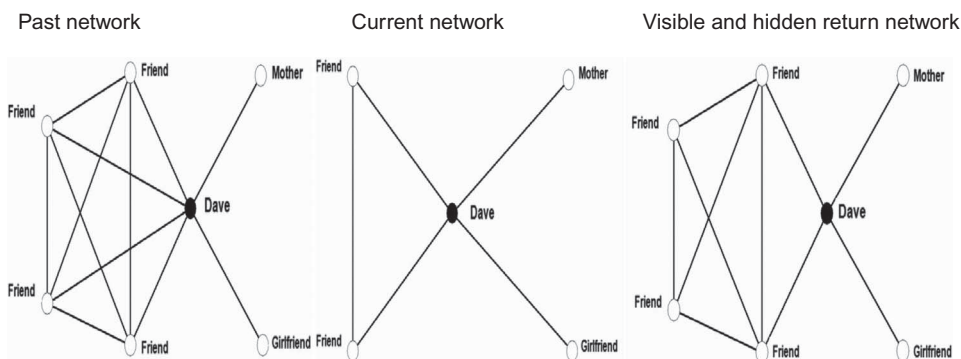 Past network
Current network
Visible and hidden return network
Friend
Mother
Friend
Dave
Friend
Friend
Girlfriend
Friend
Mother
Dave
Friend
Girlfriend
Friend
Mother
Friend
Dave
Friend
Friend
Girlfriend